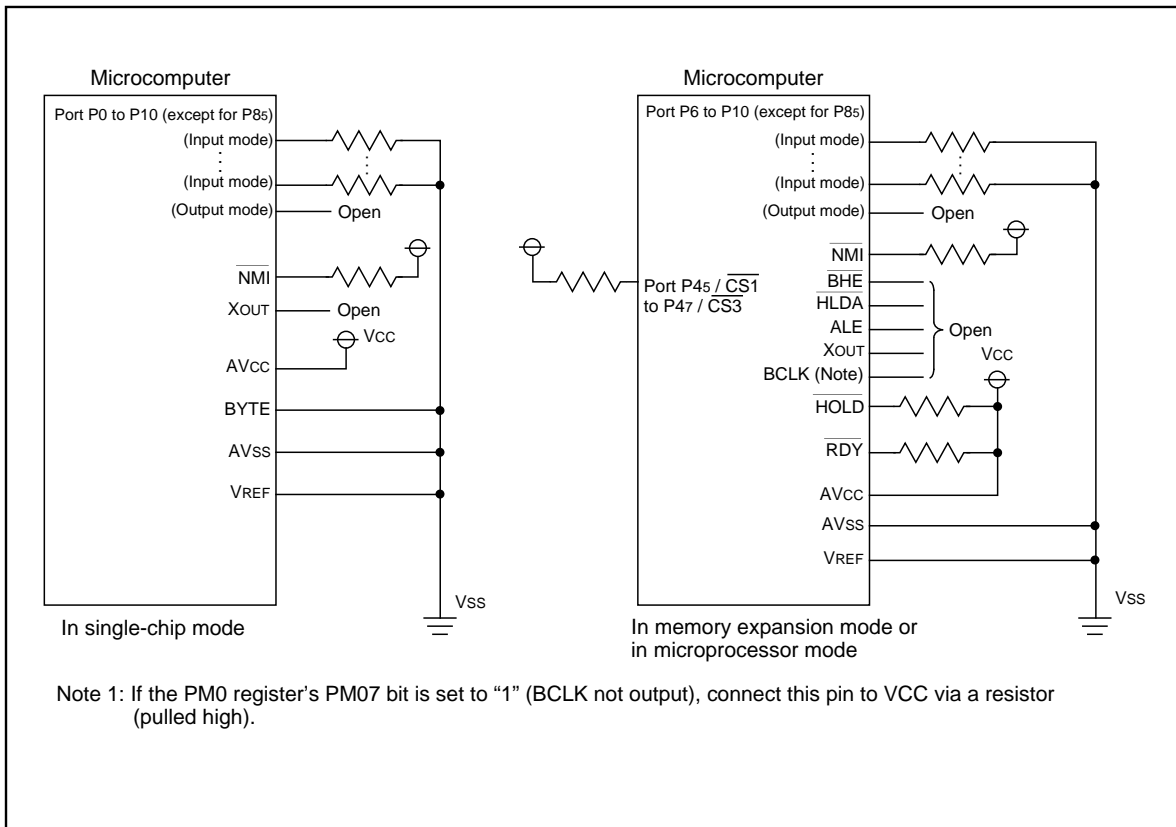 Microcomputer
Port P0 to P10 (except for P85)
(Input mode)
(Input mode)
(Output mode)
Open
NMI
XOUT
Open
VCC
AVCC
BYTE
AVSS
VREF
VSS
In single-chip mode
Microcomputer
Port P6 to P10 (except for P85)
(Input mode)
(Input mode)
(Output mode)
Open
NMI
Port P45 / CS1
to P47 / CS3
BHE
HLDA
ALE
XOUT
BCLK (Note)
Open
VCC
HOLD
RDY
AVCC
AVSS
VREF
VSS
In memory expansion mode or
in microprocessor mode
Note 1: If the PM0 register’s PM07 bit is set to “1” (BCLK not output), connect this pin to VCC via a resistor
(pulled high).